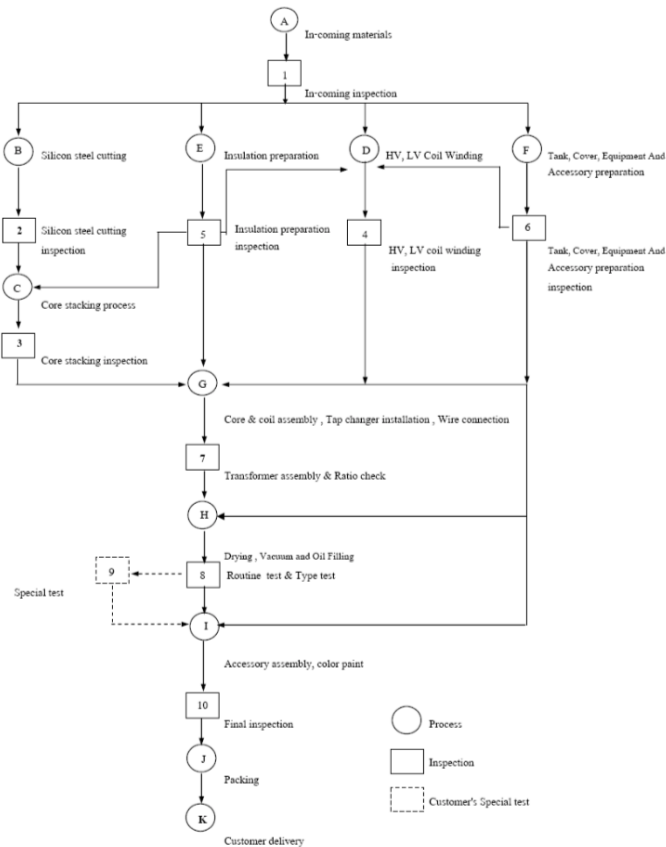 A
In-coming materials
1
In-coming inspection
B
Silicon steel cutting
E
Insulation preparation
D
HV, LV Coil Winding
F
Tank, Cover, Equipment And
Accessory preparation
2
Silicon steel cutting
inspection
5
Insulation preparation
inspection
4
HV, LV coil winding
inspection
6
Tank, Cover, Equipment And
Accessory preparation
inspection
C
Core stacking process
3
Core stacking inspection
G
Core & coil assembly , Tap changer installation , Wire connection
7
Transformer assembly & Ratio check
H
Drying , Vacuum and Oil Filling
9
8
Routine test & Type test
Special test
I
Accessory assembly, color paint
10
Final inspection
J
Packing
K
Customer delivery
Process
Inspection
Customer's Special test